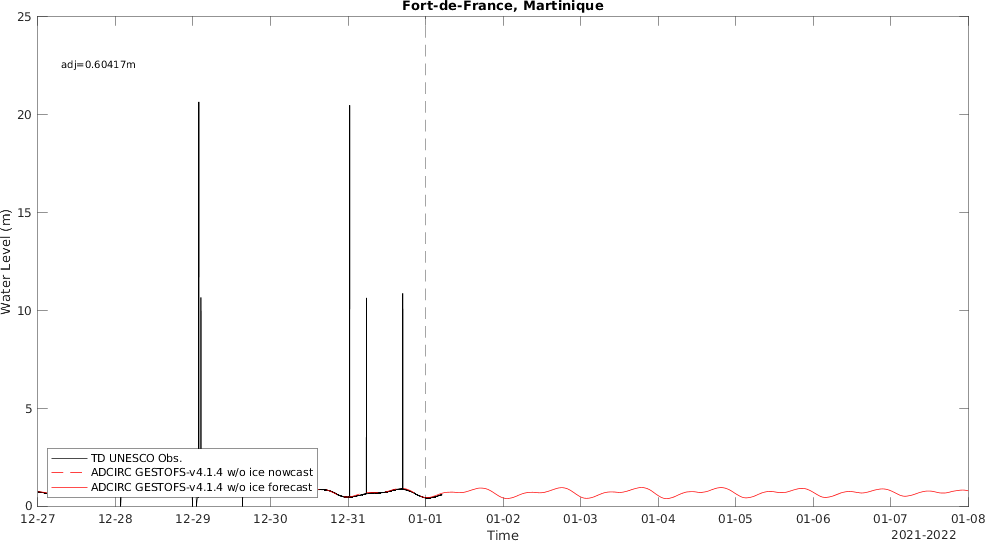 Fort-de-France, Martinique
25
adj=0.60417m
20
15
Water Level (m)
10
5
TD UNESCO Obs.
ADCIRC GESTOFS-v4.1.4 w/o ice nowcast
ADCIRC GESTOFS-v4.1.4 w/o ice forecast
0
12-27 12-28 12-29 12-30 12-31 01-01 01-02 01-03 01-04 01-05 01-06 01-07 01-08
Time
2021-2022